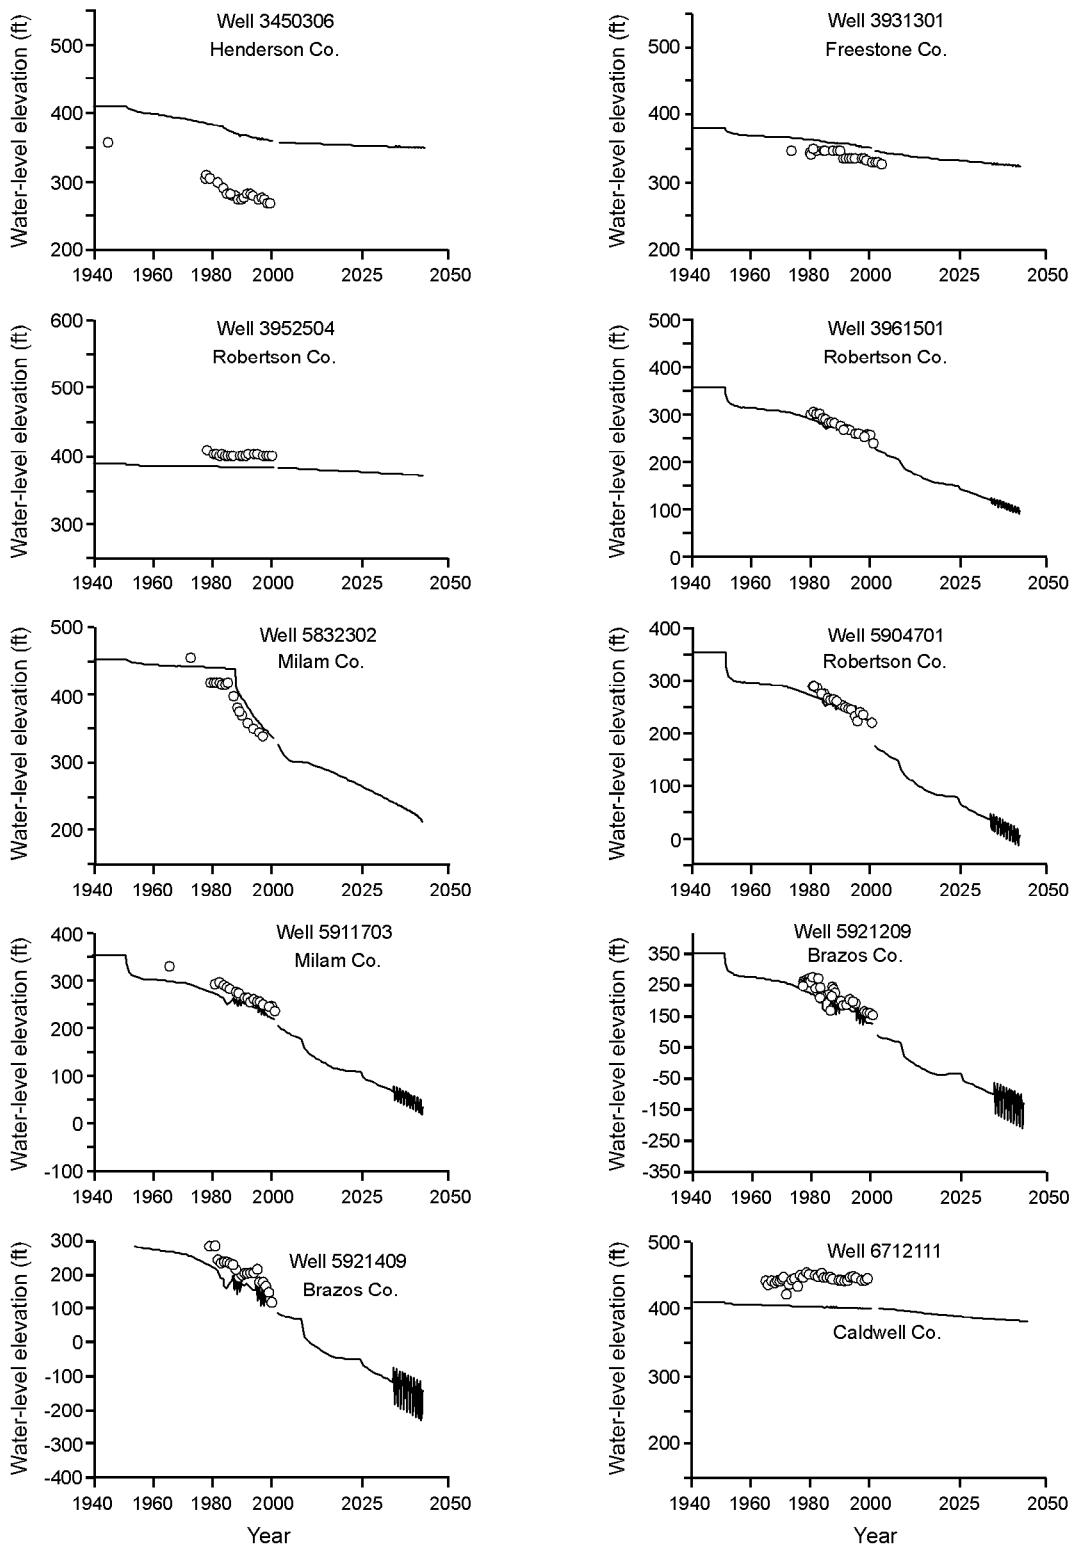 Well 3450306
Henderson Co.
Water-level elevation (ft)
500
400
300
200
1940 1960 1980 2000 2025 2050
Well 3931301
Freestone Co.
Water-level elevation (ft)
500
400
300
200
1940 1960 1980 2000 2025 2050
Well 3952504
Robertson Co.
Water-level elevation (ft)
600
500
400
300
1940 1960 1980 2000 2025 2050
Well 3961501
Robertson Co.
Water-level elevation (ft)
500
400
300
200
100
0
1940 1960 1980 2000 2025 2050
Well 5832302
Milam Co.
Water-level elevation (ft)
500
400
300
200
1940 1960 1980 2000 2025 2050
Well 5904701
Robertson Co.
Water-level elevation (ft)
400
300
200
100
0
1940 1960 1980 2000 2025 2050
Well 5911703
Milam Co.
Water-level elevation (ft)
400
300
200
100
0
-100
1940 1960 1980 2000 2025 2050
Well 5921209
Brazos Co.
Water-level elevation (ft)
350
250
150
50
-50
-150
-250
-350
1940 1960 1980 2000 2025 2050
Well 5921409
Brazos Co.
Water-level elevation (ft)
300
200
100
0
-100
-200
-300
-400
1940 1960 1980 2000 2025 2050
Year
Well 6712111
Caldwell Co.
Water-level elevation (ft)
500
400
300
200
1940 1960 1980 2000 2025 2050
Year